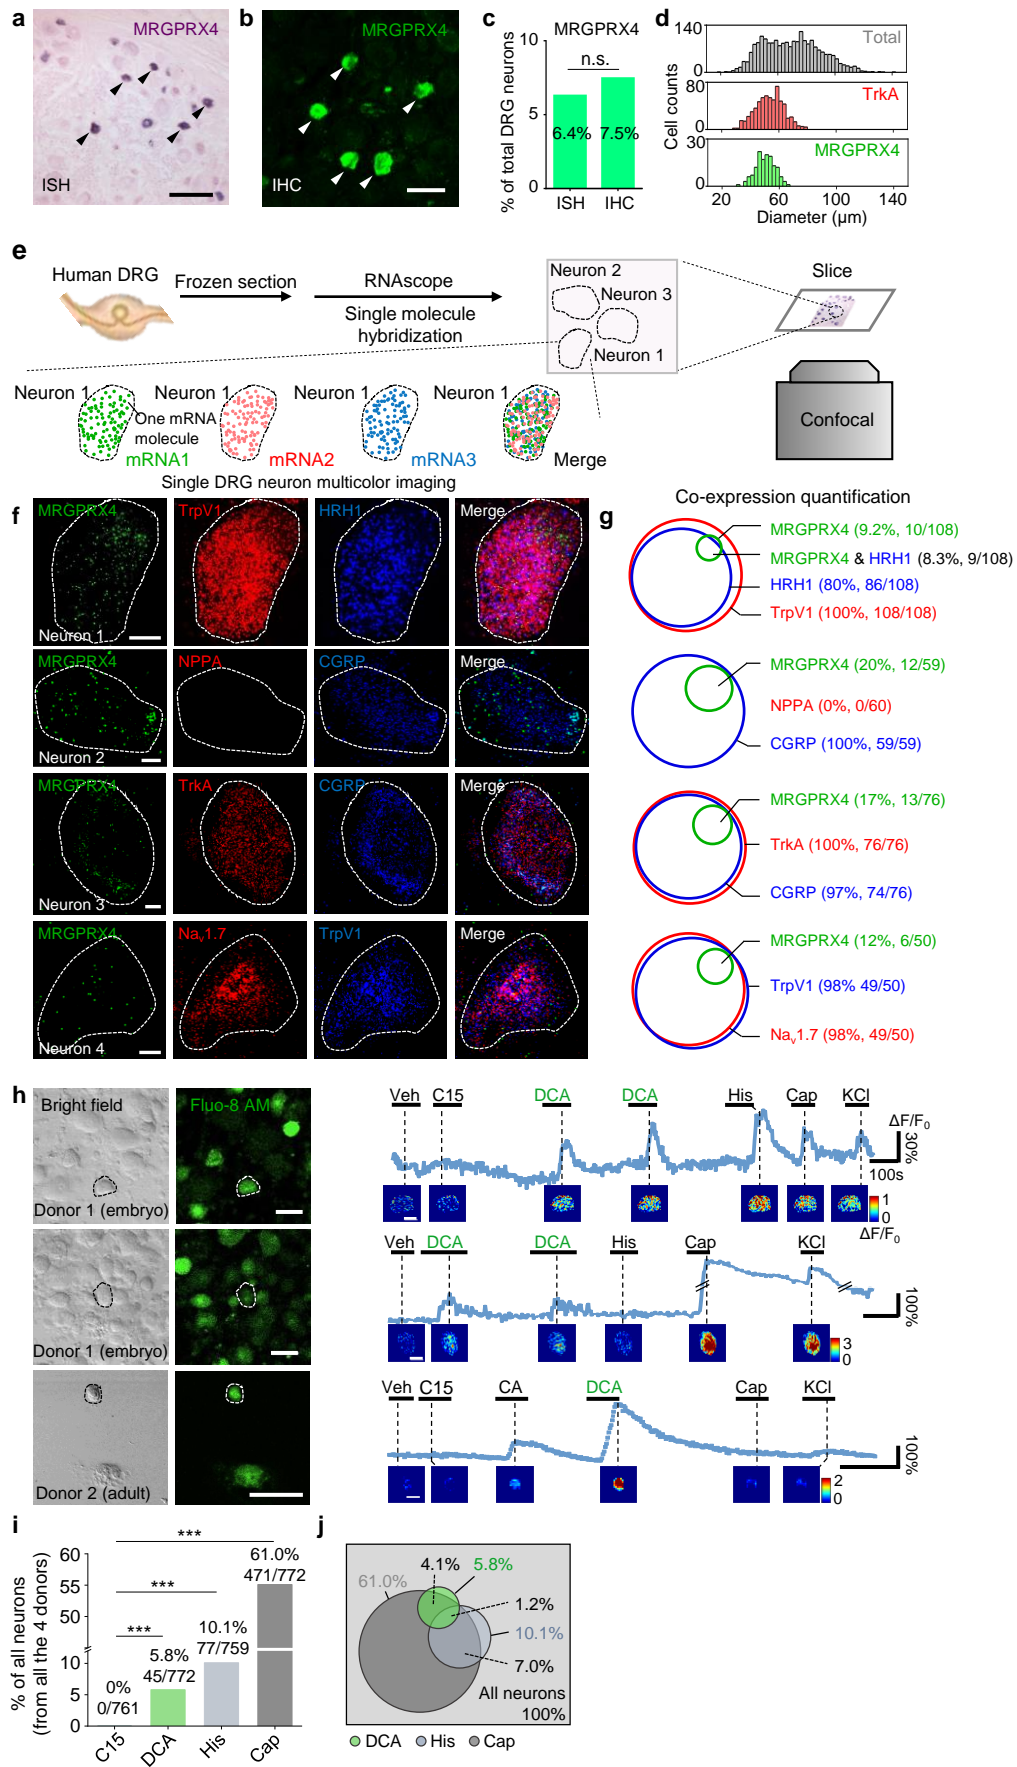 a
MRGPRX4
ISH
b
MRGPRX4
IHC
c
MRGPRX4
n.s.
10
5
0
6.4%
7.5%
ISH
IHC
% of total DRG neurons
d
140
0
Total
80
0
TrkA
30
0
MRGPRX4
Cell counts
20 60 100 140
Diameter (µm)
e
Human DRG
Frozen section
RNAscope
Single molecule
hybridization
Neuron 2
Neuron 3
Neuron 1
Slice
Confocal
Neuron 1
Neuron 1
Neuron 1
Neuron 1
One mRNA
molecule
mRNA1
mRNA2
mRNA3
Merge
Single DRG neuron multicolor imaging
f
MRGPRX4
TrpV1
HRH1
Merge
Neuron 1
MRGPRX4
NPPA
CGRP
Merge
Neuron 2
MRGPRX4
TrkA
CGRP
Merge
Neuron 3
MRGPRX4
Nav1.7
TrpV1
Merge
Neuron 4
g
Co-expression quantification
MRGPRX4 (9.2%, 10/108)
MRGPRX4 & HRH1 (8.3%, 9/108)
HRH1 (80%, 86/108)
TrpV1 (100%, 108/108)
MRGPRX4 (20%, 12/59)
NPPA (0%, 0/60)
CGRP (100%, 59/59)
MRGPRX4 (17%, 13/76)
TrkA (100%, 76/76)
CGRP (97%, 74/76)
MRGPRX4 (12%, 6/50)
TrpV1 (98% 49/50)
Nav1.7 (98%, 49/50)
h
Bright field
Fluo-8 AM
Donor 1 (embryo)
Donor 1 (embryo)
Donor 2 (adult)
Veh C15 DCA DCA His Cap KCl
ΔF/F0
30%
100s
1
0
ΔF/F0
Veh DCA DCA His Cap KCl
100%
3
0
Veh C15 CA DCA Cap KCl
100%
2
0
i
% of all neurons
(from all the 4 donors)
60
55
50
10
5
0
***
***
***
0%
0/761
5.8%
45/772
10.1%
77/759
61.0%
471/772
C15
DCA
His
Cap
j
61.0%
4.1%
5.8%
1.2%
10.1%
7.0%
All neurons
100%
DCA His Cap